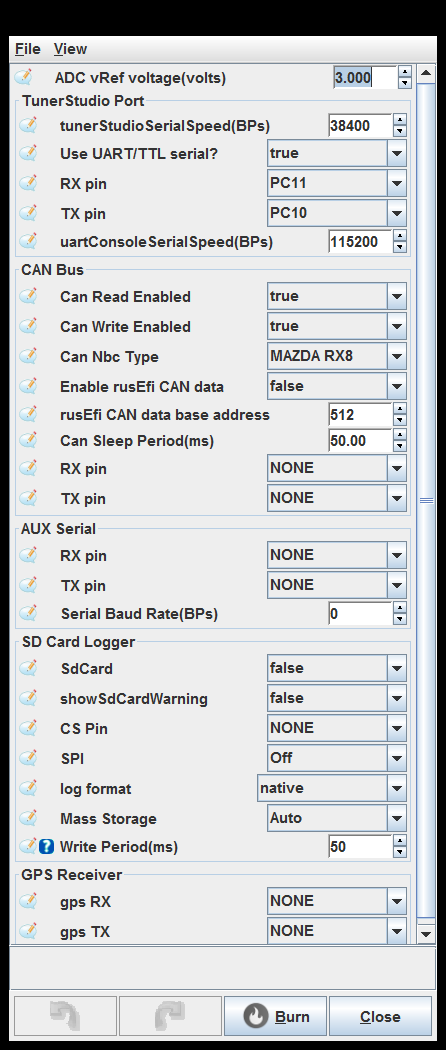 File View
ADC vRef voltage(volts) 3.000
TunerStudio Port
tunerStudioSerialSpeed(BPs) 38400
Use UART/TTL serial? true
RX pin PC11
TX pin PC10
uartConsoleSerialSpeed(BPs) 115200
CAN Bus
Can Read Enabled true
Can Write Enabled true
Can Nbc Type MAZDA RX8
Enable rusEfi CAN data false
rusEfi CAN data base address 512
Can Sleep Period(ms) 50.00
RX pin NONE
TX pin NONE
AUX Serial
RX pin NONE
TX pin NONE
Serial Baud Rate(BPs) 0
SD Card Logger
SdCard false
showSdCardWarning false
CS Pin NONE
SPI Off
log format native
Mass Storage Auto
? Write Period(ms) 50
GPS Receiver
gps RX NONE
gps TX NONE
Burn Close